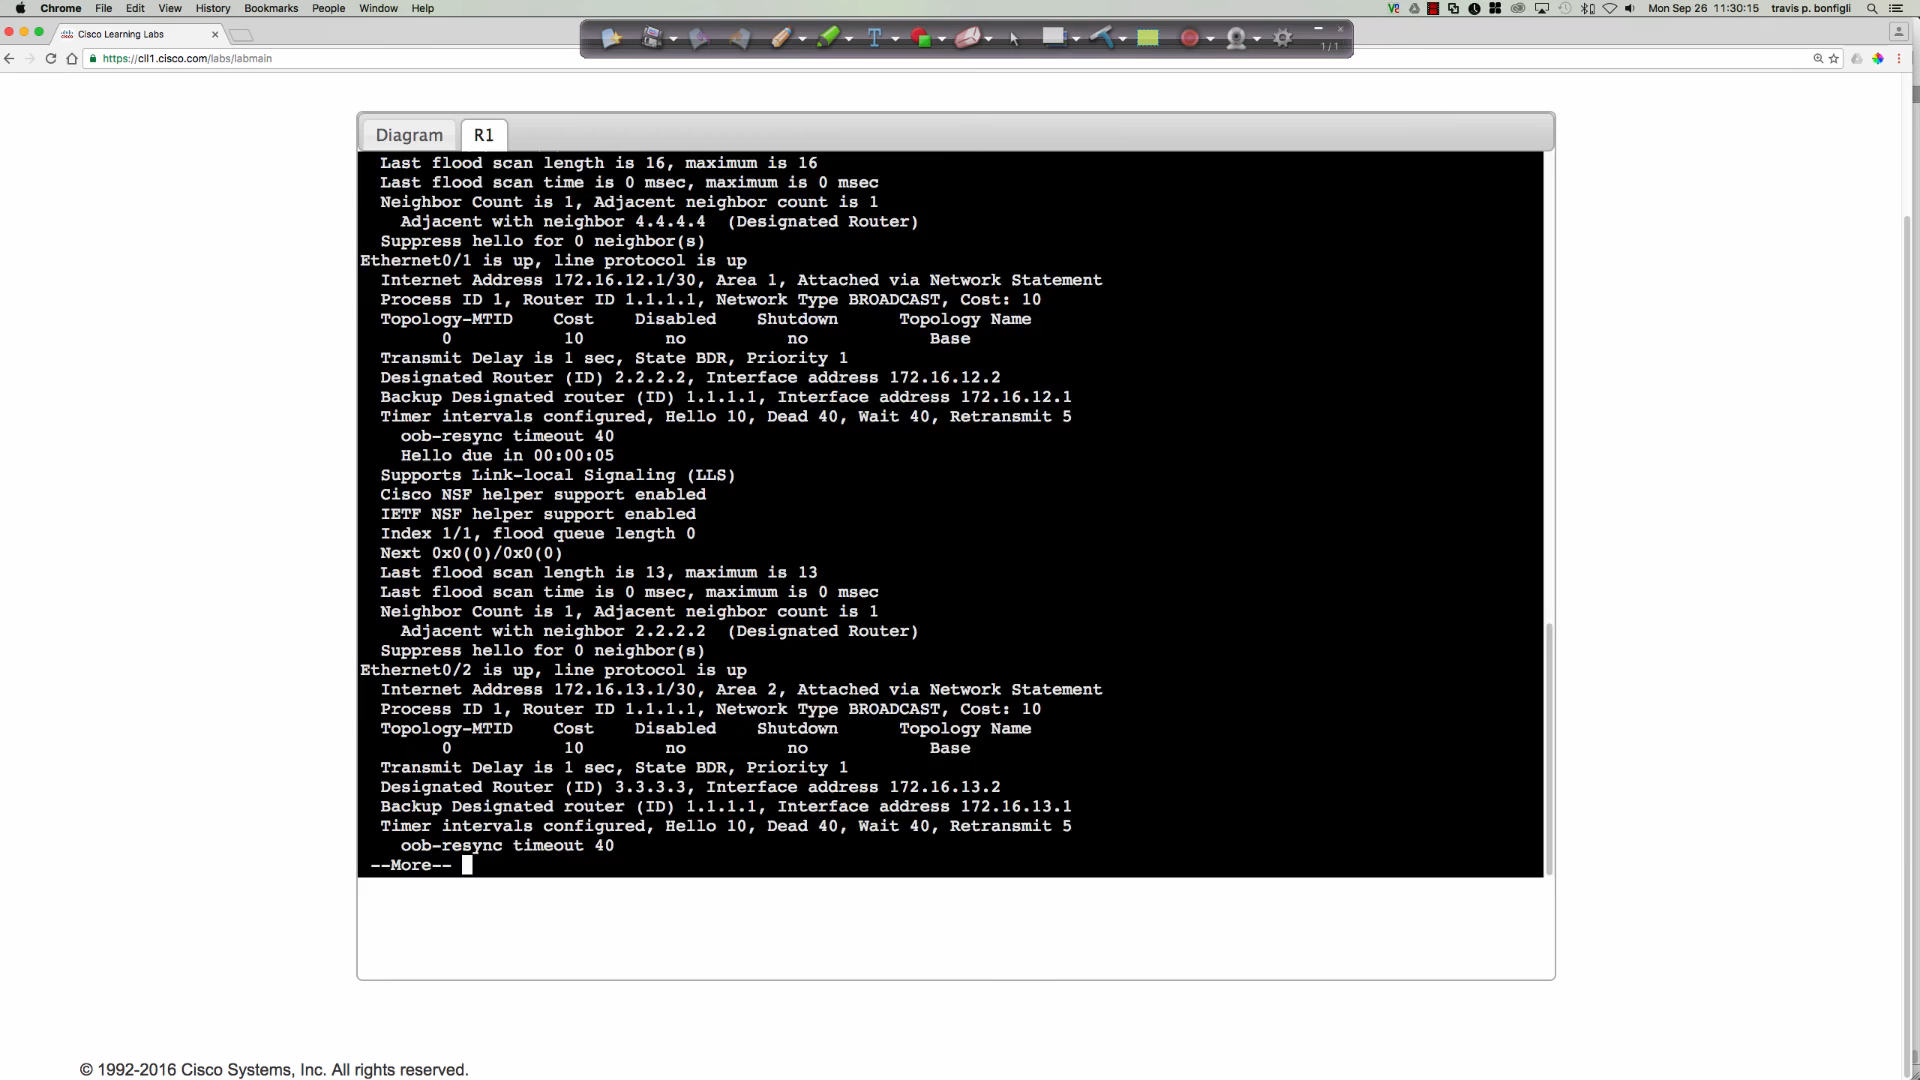 Chrome File Edit View History Bookmarks People Window Help Mon Sep 26 11:30:15 travis p. bonfigli
Cisco Learning Labs
1/1
https://cll1.cisco.com/labs/labmain
Diagram R1
Last flood scan length is 16, maximum is 16
Last flood scan time is 0 msec, maximum is 0 msec
Neighbor Count is 1, Adjacent neighbor count is 1
Adjacent with neighbor 4.4.4.4 (Designated Router)
Suppress hello for 0 neighbor(s)
Ethernet0/1 is up, line protocol is up
Internet Address 172.16.12.1/30, Area 1, Attached via Network Statement
Process ID 1, Router ID 1.1.1.1, Network Type BROADCAST, Cost: 10
Topology-MTID Cost Disabled Shutdown Topology Name
0 10 no no Base
Transmit Delay is 1 sec, State BDR, Priority 1
Designated Router (ID) 2.2.2.2, Interface address 172.16.12.2
Backup Designated router (ID) 1.1.1.1, Interface address 172.16.12.1
Timer intervals configured, Hello 10, Dead 40, Wait 40, Retransmit 5
oob-resync timeout 40
Hello due in 00:00:05
Supports Link-local Signaling (LLS)
Cisco NSF helper support enabled
IETF NSF helper support enabled
Index 1/1, flood queue length 0
Next 0x0(0)/0x0(0)
Last flood scan length is 13, maximum is 13
Last flood scan time is 0 msec, maximum is 0 msec
Neighbor Count is 1, Adjacent neighbor count is 1
Adjacent with neighbor 2.2.2.2 (Designated Router)
Suppress hello for 0 neighbor(s)
Ethernet0/2 is up, line protocol is up
Internet Address 172.16.13.1/30, Area 2, Attached via Network Statement
Process ID 1, Router ID 1.1.1.1, Network Type BROADCAST, Cost: 10
Topology-MTID Cost Disabled Shutdown Topology Name
0 10 no no Base
Transmit Delay is 1 sec, State BDR, Priority 1
Designated Router (ID) 3.3.3.3, Interface address 172.16.13.2
Backup Designated router (ID) 1.1.1.1, Interface address 172.16.13.1
Timer intervals configured, Hello 10, Dead 40, Wait 40, Retransmit 5
oob-resync timeout 40
--More--
© 1992-2016 Cisco Systems, Inc. All rights reserved.